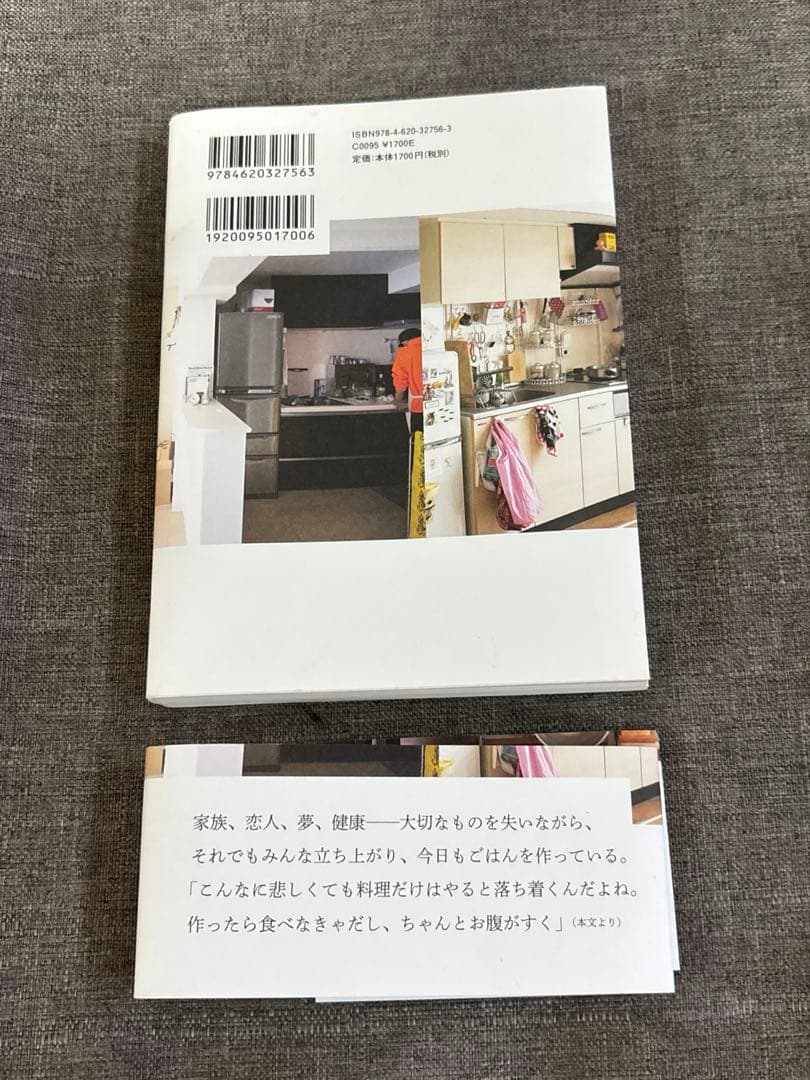 ISBN978-4-620-32756-3
C0095 ¥1700E
定価:本体1700円(税別)
9784620327563
1920095017006
家族、恋人、夢、健康──大切なものを失いながら、
それでもみんな立ち上がり、今日もごはんを作っている。
「こんなに悲しくても料理だけはやると落ち着くんだよね。
作ったら食べなきゃだし、ちゃんとお腹がすく」(本文より)